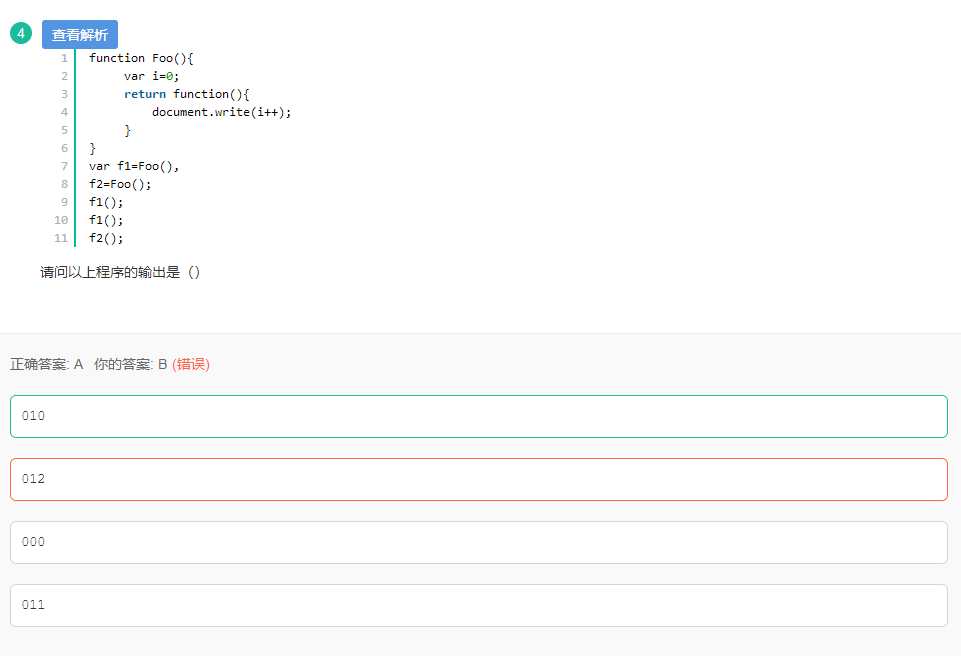 4 查看解析
1 function Foo(){
2 var i=0;
3 return function(){
4 document.write(i++);
5 }
6 }
7 var f1=Foo(),
8 f2=Foo();
9 f1();
10 f1();
11 f2();
请问以上程序的输出是（）
正确答案: A 你的答案: B (错误)
010
012
000
011